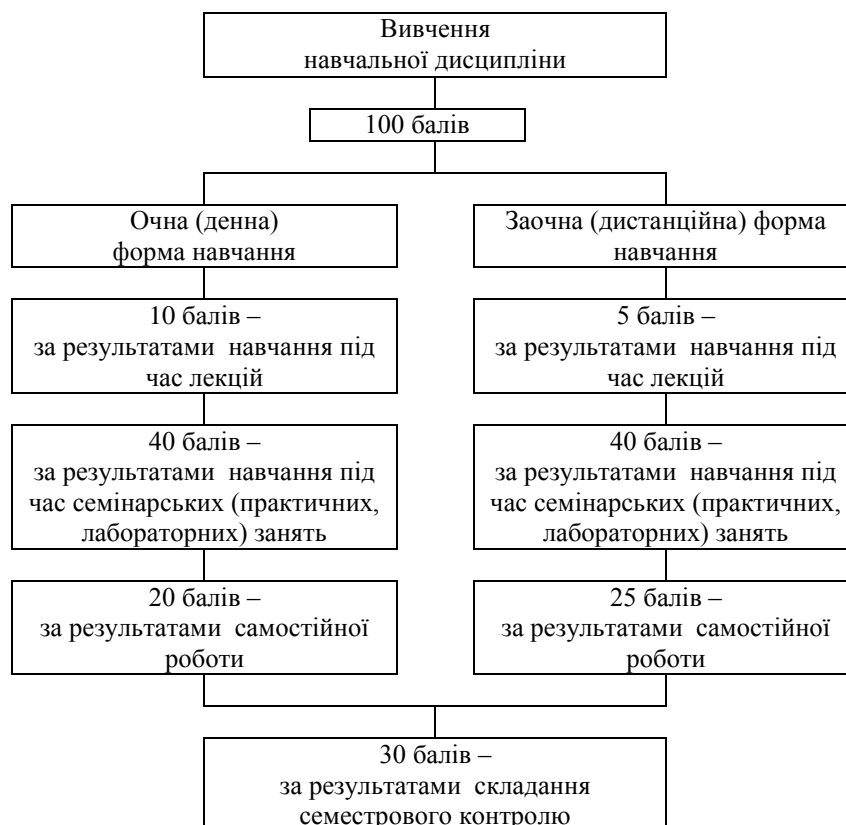 Вивчення
навчальної дисципліни
100 балів
Очна (денна)
форма навчання
Заочна (дистанційна) форма
навчання
10 балів –
за результатами навчання під
час лекцій
5 балів –
за результатами навчання під
час лекцій
40 балів –
за результатами навчання під
час семінарських (практичних,
лабораторних) занять
40 балів –
за результатами навчання під
час семінарських (практичних,
лабораторних) занять
20 балів –
за результатами самостійної
роботи
25 балів –
за результатами самостійної
роботи
30 балів –
за результатами складання
семестрового контролю